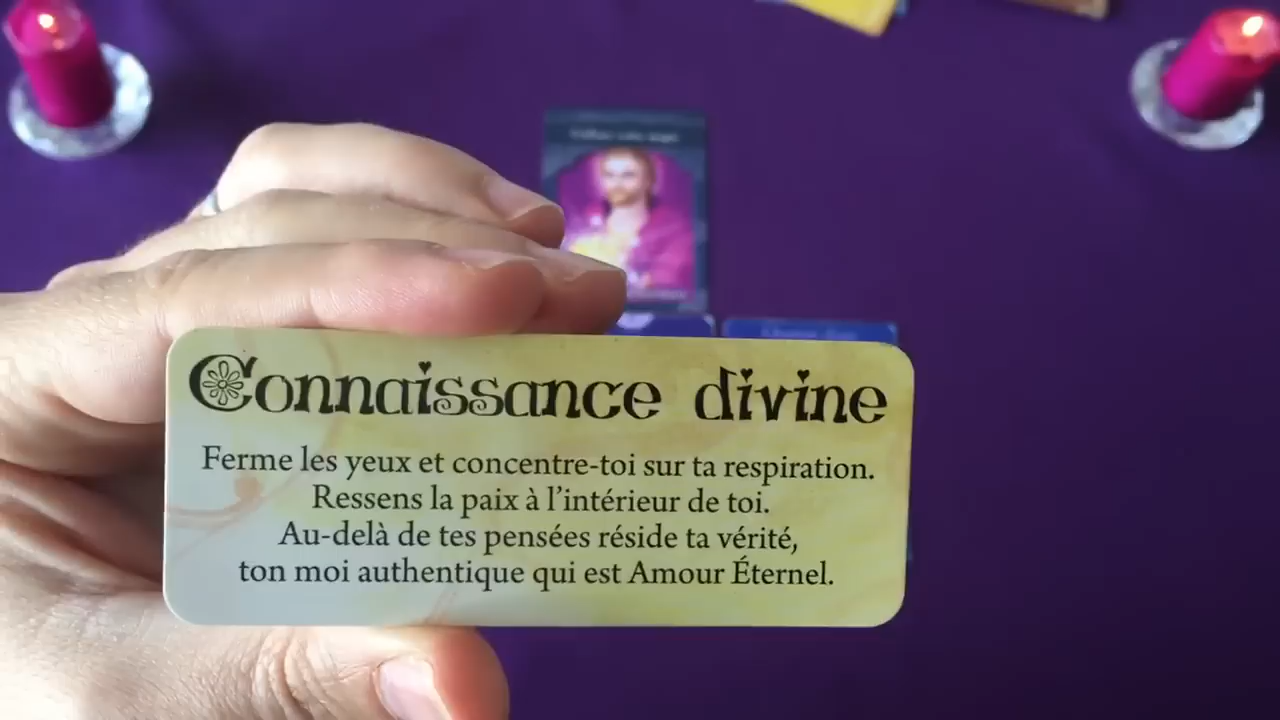 Connaissance divine
Ferme les yeux et concentre-toi sur ta respiration.
Ressens la paix à l'intérieur de toi.
Au-delà de tes pensées réside ta vérité,
ton moi authentique qui est Amour Éternel.